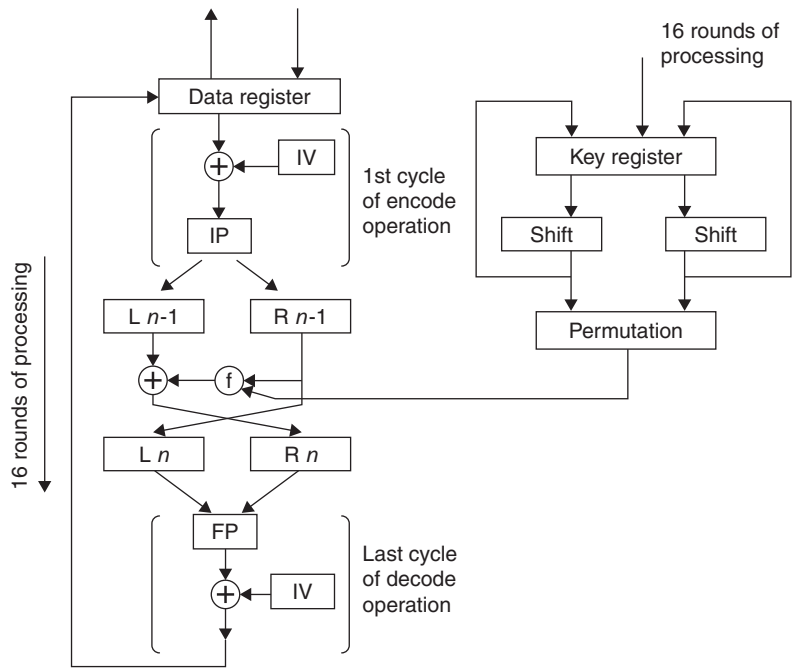 16 rounds of
processing
Data register
IV
+
1st cycle
of encode
operation
Key register
IP
Shift
Shift
16 rounds of processing
L n-1
R n-1
Permutation
+
f
L n
R n
FP
Last cycle
of decode
operation
+
IV